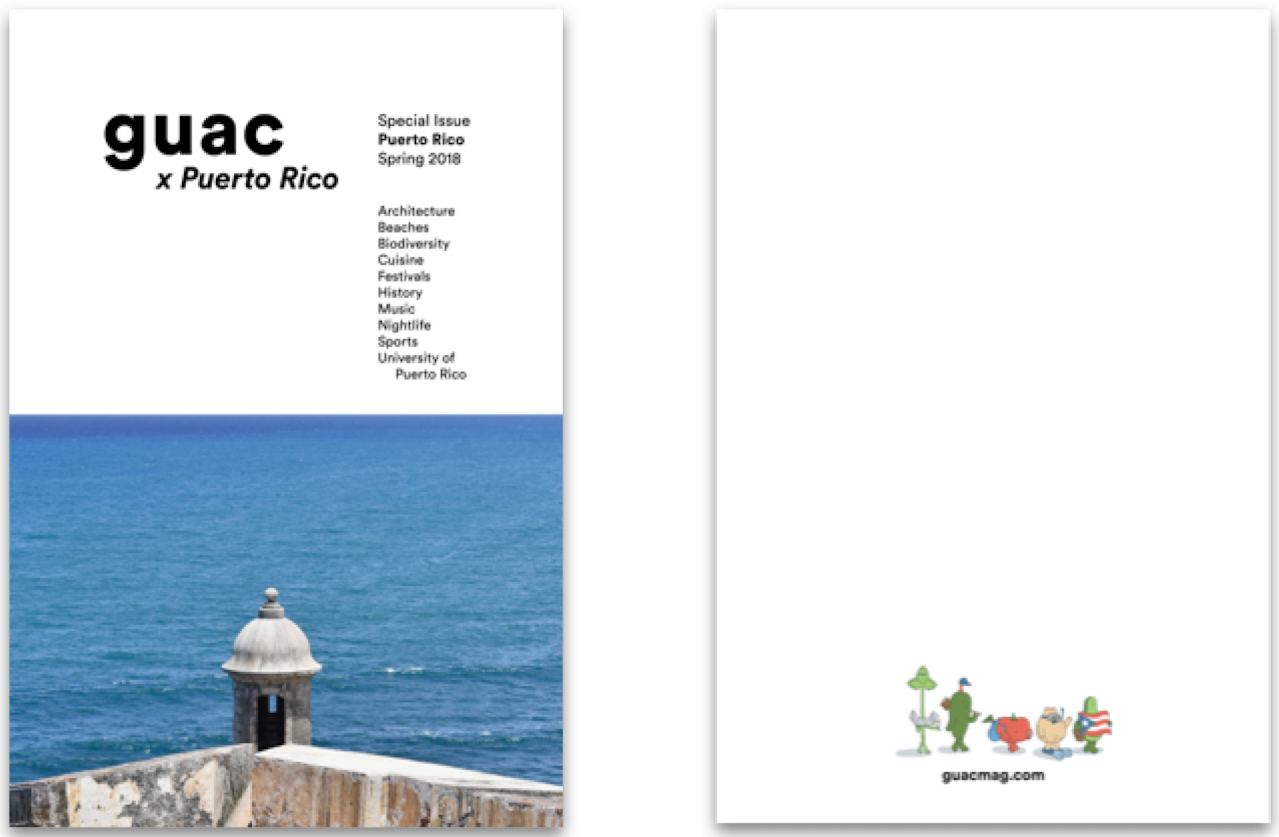 guac
x Puerto Rico
Special Issue
Puerto Rico
Spring 2018
Architecture
Beaches
Biodiversity
Cuisine
Festivals
History
Music
Nightlife
Sports
University of
Puerto Rico
guacmag.com